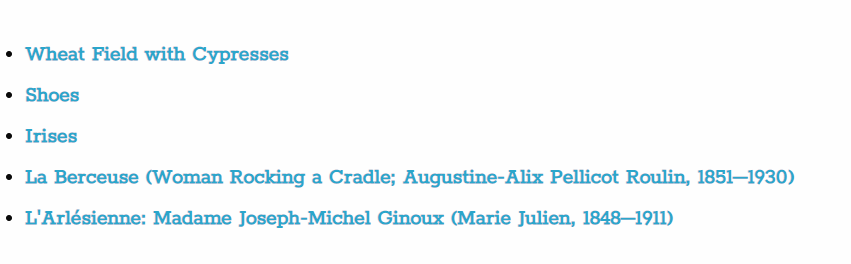 Wheat Field with Cypresses
Shoes
Irises
La Berceuse (Woman Rocking a Cradle; Augustine-Alix Pellicot Roulin, 1851—1930)
L'Arlésienne: Madame Joseph-Michel Ginoux (Marie Julien, 1848—1911)